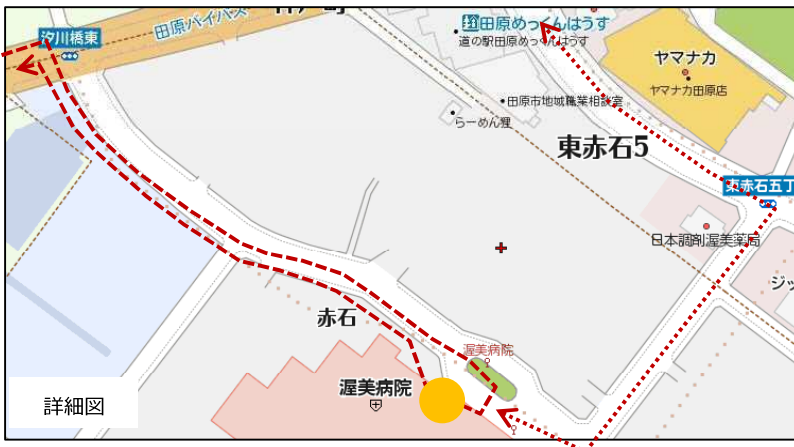 田原バイパス
汐川橋東
田原めっくんはうす
道の駅田原めっくんはうす
ヤマナカ
ヤマナカ田原店
田原市地域職業相談室
らーめん狸
東赤石5
東赤石五丁
日本調剤渥美薬局
ジッ
赤石
渥美病院
渥美病院
詳細図